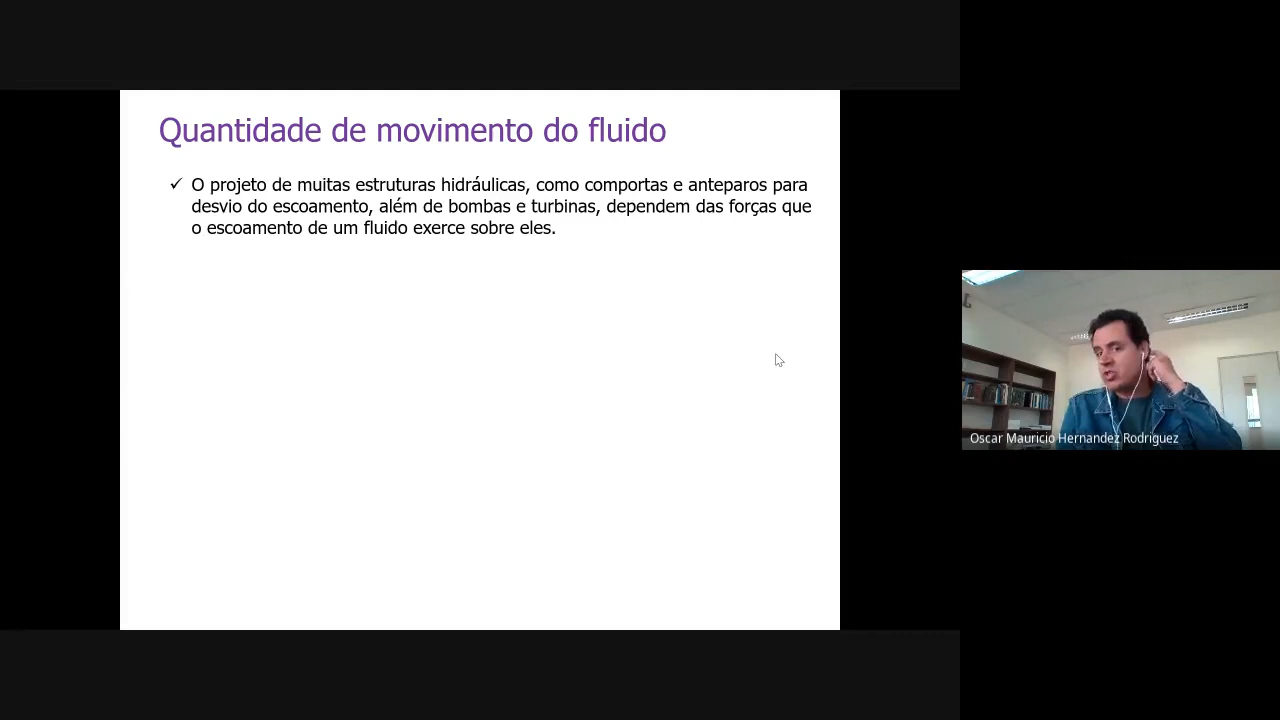 Quantidade de movimento do fluido
✓ O projeto de muitas estruturas hidráulicas, como comportas e anteparos para
desvio do escoamento, além de bombas e turbinas, dependem das forças que
o escoamento de um fluido exerce sobre eles.
Oscar Mauricio Hernandez Rodriguez